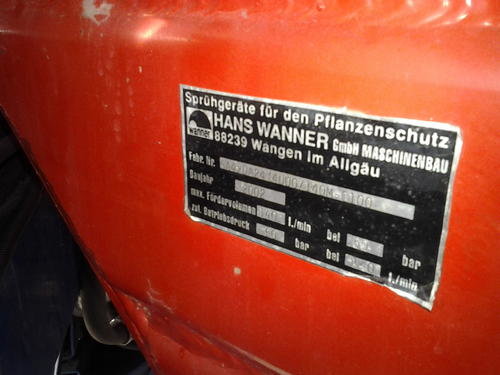 Sprühgeräte für den Pflanzenschutz
wanner
HANS WANNER GmbH MASCHINENBAU
88239 Wangen im Allgäu
Fabr. Nr.
Baujahr 2002
max. Fördervolumen l./min bei bar
zul. Betriebsdruck bar bei l./min